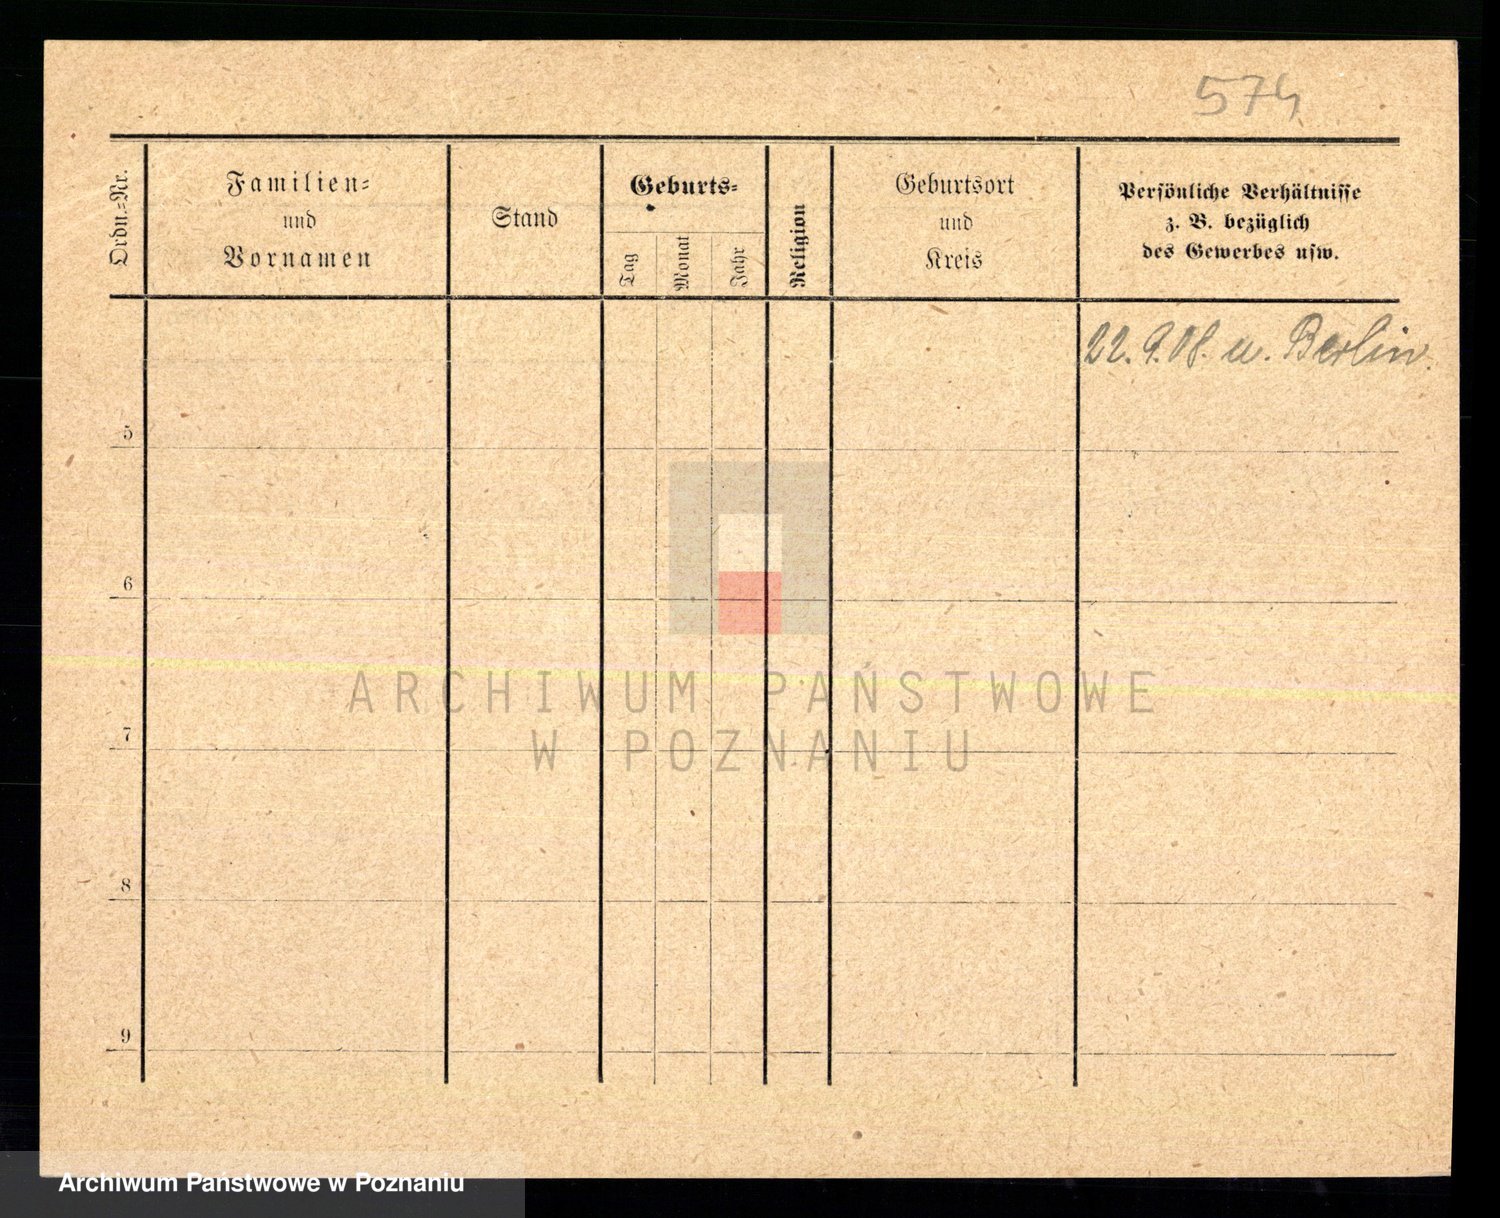 574
Ordn.-Nr.
Familien-
und
Vornamen
Stand
Geburts-
Tag
Monat
Jahr
Religion
Geburtsort
und
Kreis
Persönliche Verhältnisse
z. B. bezüglich
des Gewerbes usw.
22. 9. 08. u. Berlin.
5
6
7
8
9
ARCHIWUM PAŃSTWOWE
W POZNANIU
Archiwum Państwowe w Poznaniu